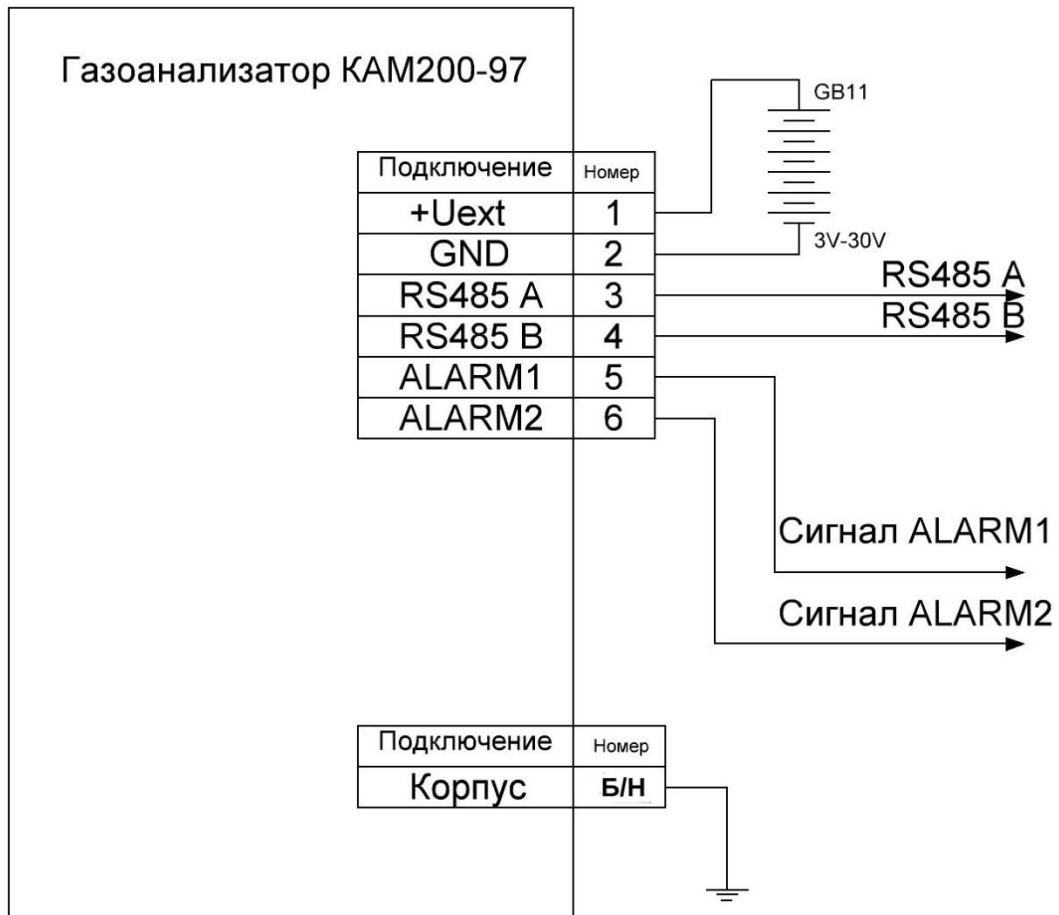 Газоанализатор КАМ200-97
GB11
Подключение Номер
+Uext 1
3V-30V
GND 2
RS485 A
RS485 A 3
RS485 B
RS485 B 4
ALARM1 5
ALARM2 6
Сигнал ALARM1
Сигнал ALARM2
Подключение Номер
Корпус Б/Н